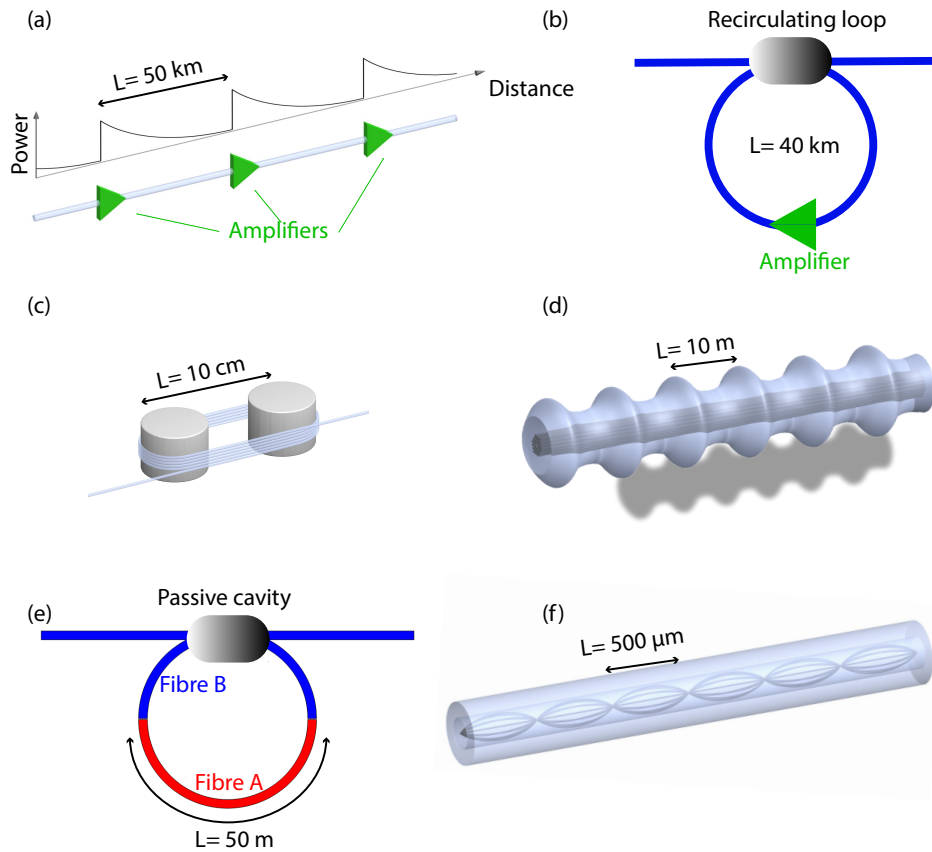 (a)
L= 50 km
Distance
Power
Amplifiers
(b)
Recirculating loop
L= 40 km
Amplifier
(c)
L= 10 cm
(d)
L= 10 m
(e)
Passive cavity
Fibre B
Fibre A
L= 50 m
(f)
L= 500 µm